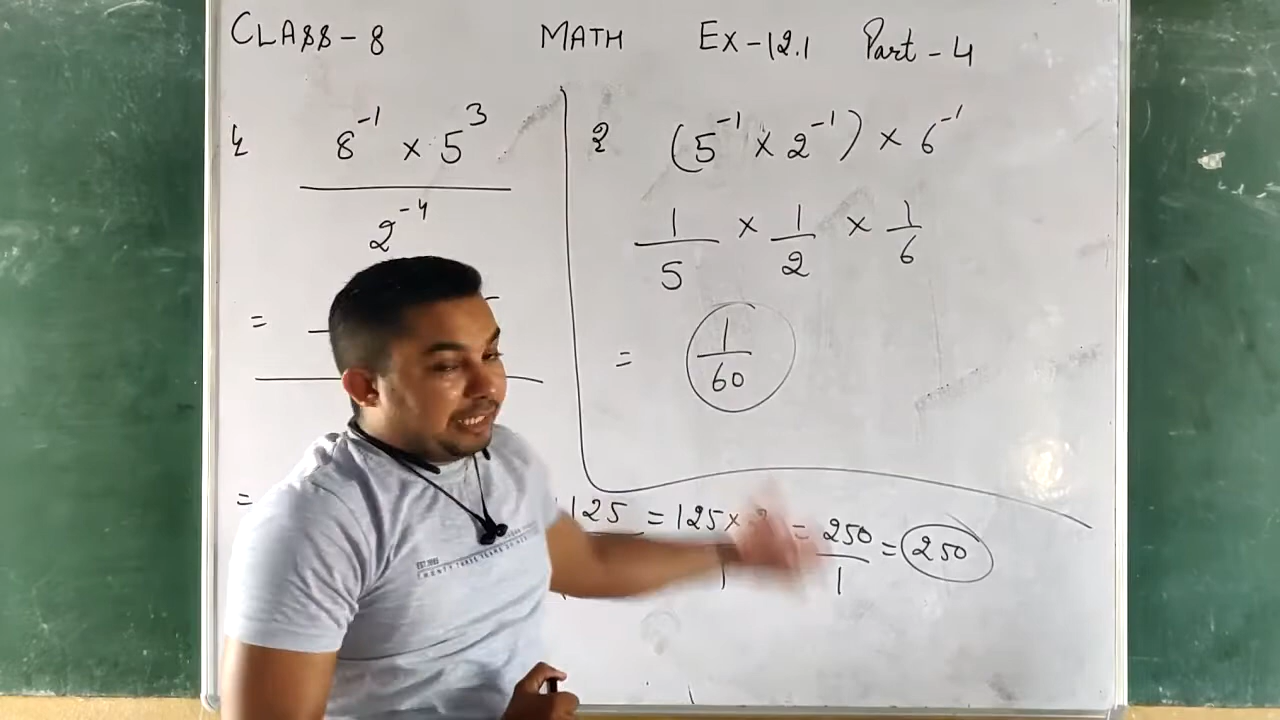 CLASS-8 MATH Ex-12.1 Part-4
8^-1 × 5^3
2^-4
=
=
2 (5^-1 × 2^-1) × 6^-1
1/5 × 1/2 × 1/6
= 1/60
125 = 125× = 250/1 = 250